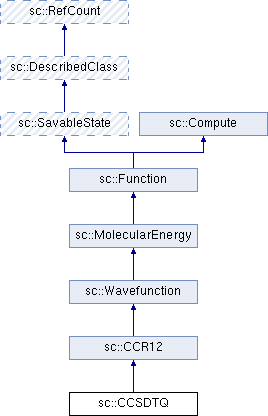 sc::RefCount
sc::DescribedClass
sc::SavableState
sc::Compute
sc::Function
sc::MolecularEnergy
sc::Wavefunction
sc::CCR12
sc::CCSDTQ